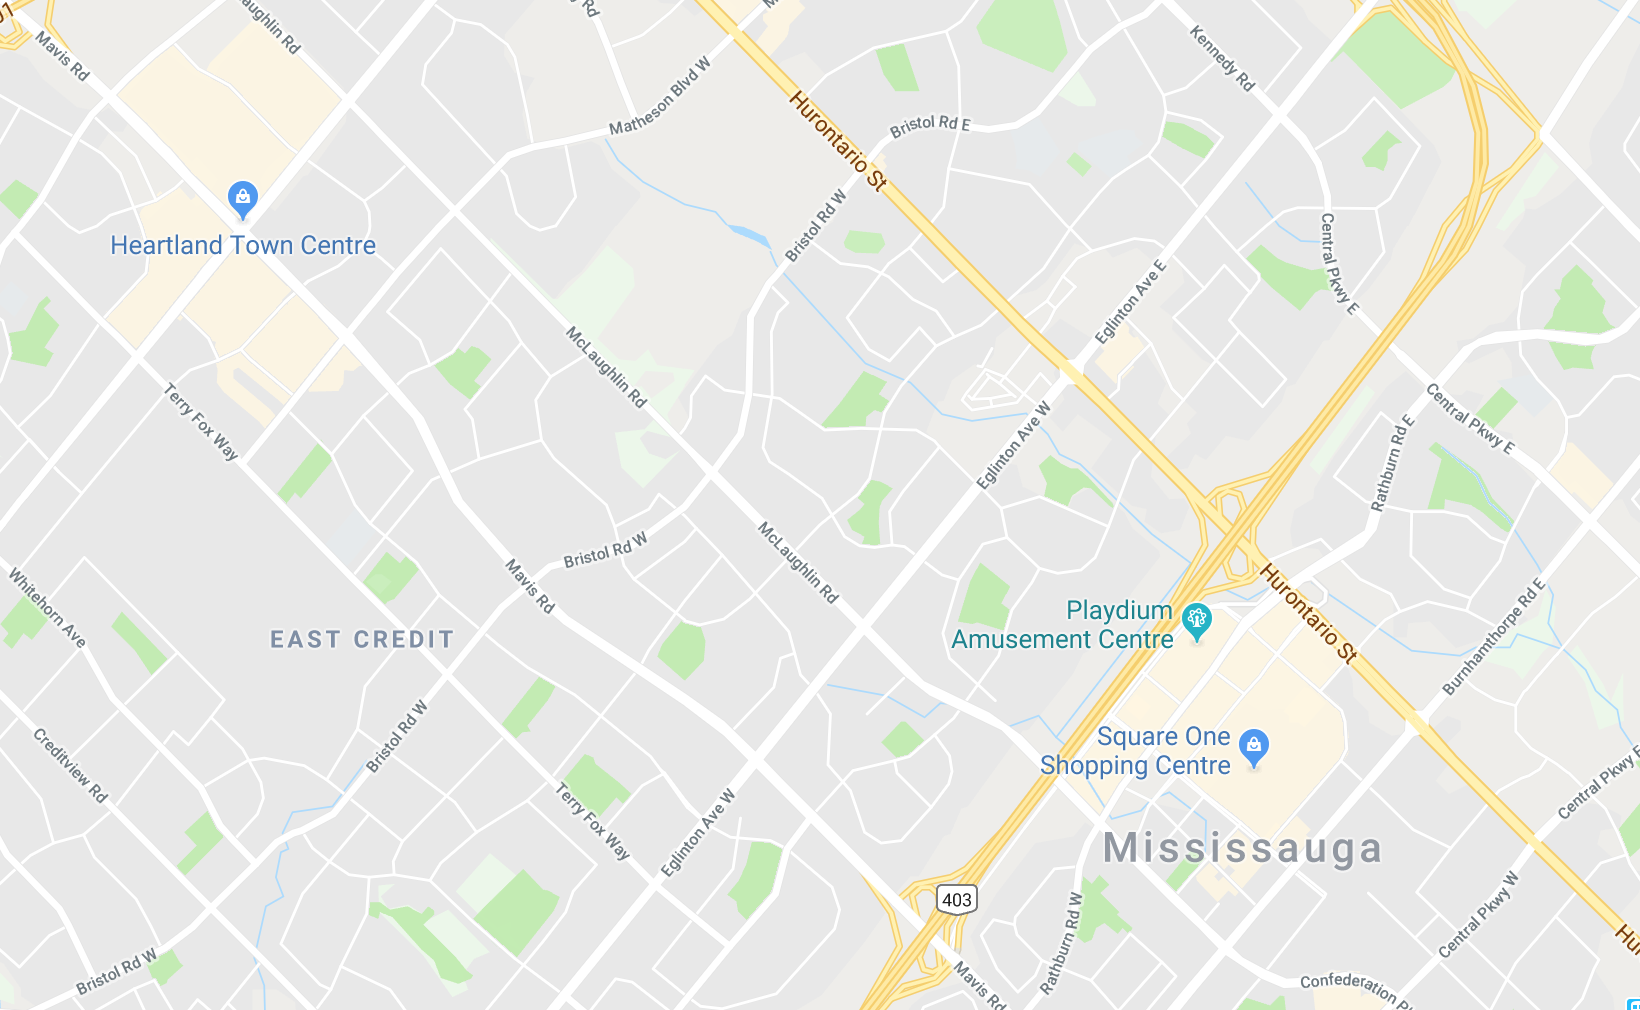 Mavis Rd
Kennedy Rd
Matheson Blvd W
Hurontario St
Bristol Rd E
Bristol Rd W
Heartland Town Centre
Central Pkwy E
Eglinton Ave E
McLaughlin Rd
Terry Fox Way
Eglinton Ave W
Central Pkwy E
Rathburn Rd E
McLaughlin Rd
Bristol Rd W
Mavis Rd
Whitehorn Ave
Hurontario St
Burnhamthorpe Rd E
Playdium
Amusement Centre
EAST CREDIT
Bristol Rd W
Creditview Rd
Square One
Shopping Centre
Terry Fox Way
Eglinton Ave W
Central Pkwy E
Mississauga
403
Rathburn Rd W
Central Pkwy W
Bristol Rd W
Mavis Rd
Confederation P
Hu